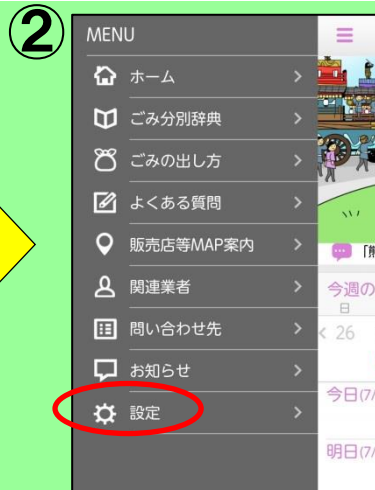 ②
MENU
ホーム
ごみ分別辞典
ごみの出し方
よくある質問
販売店等MAP案内
関連業者
問い合わせ先
お知らせ
設定
「熊
今週の
日
26
今日(7/
明日(7/